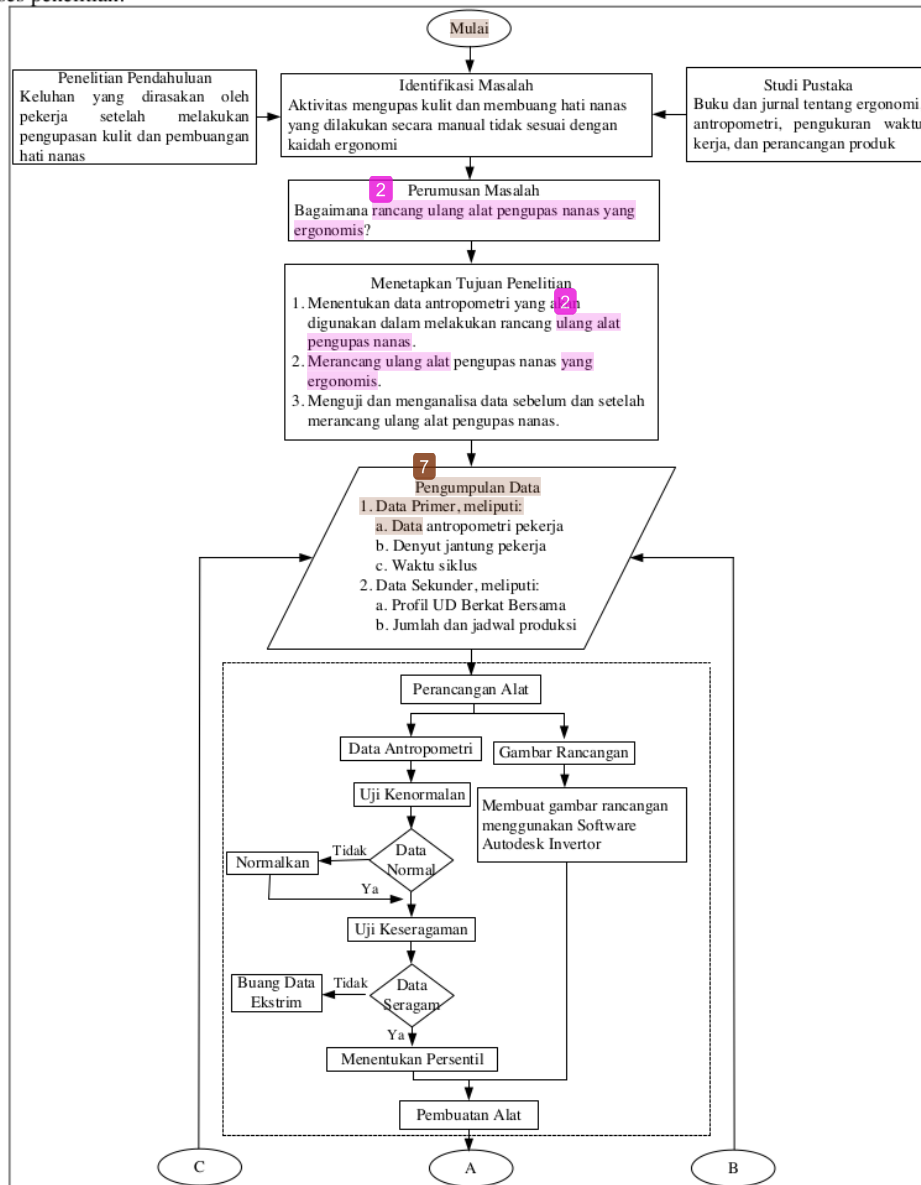 Mulai
Penelitian Pendahuluan
Keluhan yang dirasakan oleh
pekerja setelah melakukan
pengupasan kulit dan pembuangan
hati nanas
Identifikasi Masalah
Aktivitas mengupas kulit dan membuang hati nanas
yang dilakukan secara manual tidak sesuai dengan
kaidah ergonomi
Studi Pustaka
Buku dan jurnal tentang ergonomi
antropometri, pengukuran waktu
kerja, dan perancangan produk
2
Perumusan Masalah
Bagaimana rancang ulang alat pengupas nanas yang
ergonomis?
Menetapkan Tujuan Penelitian
1. Menentukan data antropometri yang
2
digunakan dalam melakukan rancang ulang alat
pengupas nanas.
2. Merancang ulang alat pengupas nanas yang
ergonomis.
3. Menguji dan menganalisa data sebelum dan setelah
merancang ulang alat pengupas nanas.
7
Pengumpulan Data
1. Data Primer, meliputi:
a. Data antropometri pekerja
b. Denyut jantung pekerja
c. Waktu siklus
2. Data Sekunder, meliputi:
a. Profil UD Berkat Bersama
b. Jumlah dan jadwal produksi
Perancangan Alat
Data Antropometri
Gambar Rancangan
Uji Kenormalan
Membuat gambar rancangan
menggunakan Software
Autodesk Invertor
Data
Normal
Tidak
Normalkan
Ya
Uji Keseragaman
Data
Seragam
Tidak
Buang Data
Ekstrim
Ya
Menentukan Persentil
Pembuatan Alat
C
A
B